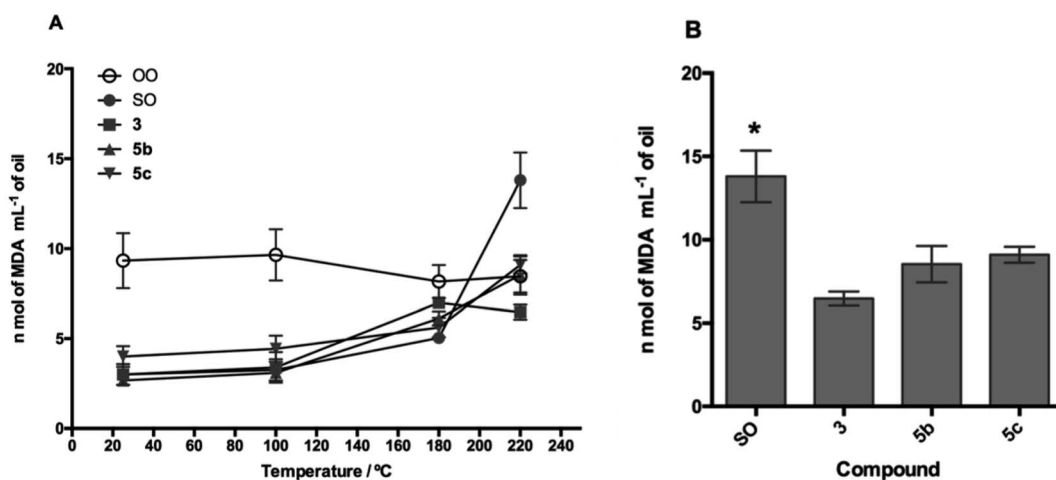 A
OO
SO
3
5b
5c
20
15
10
5
0
n mol of MDA mL⁻¹ of oil
0 20 40 60 80 100 120 140 160 180 200 220 240
Temperature / ºC
B
*
20
15
10
5
0
n mol of MDA mL⁻¹ of oil
SO 3 5b 5c
Compound